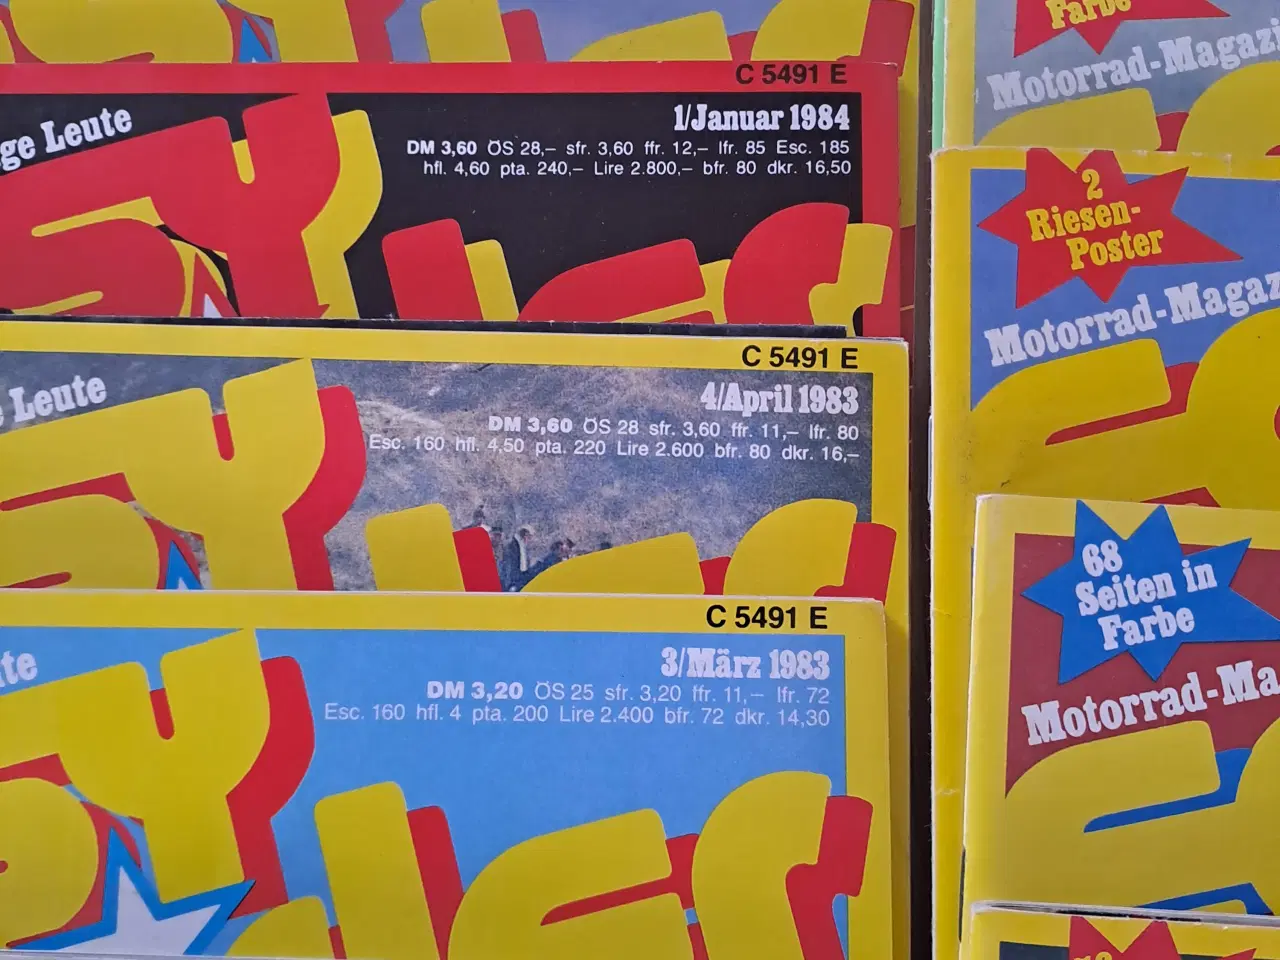 C 5491 E
ge Leute
1/Januar 1984
DM 3,60 ÖS 28,– sfr. 3,60 ffr. 12,– lfr. 85 Esc. 185
hfl. 4,60 pta. 240,– Lire 2.800,– bfr. 80 dkr. 16,50
C 5491 E
Leute
4/April 1983
DM 3,60 ÖS 28 sfr. 3,60 ffr. 11,– lfr. 80
Esc. 160 hfl. 4,50 pta. 220 Lire 2.600 bfr. 80 dkr. 16,–
C 5491 E
3/März 1983
DM 3,20 ÖS 25 sfr. 3,20 ffr. 11,– lfr. 72
Esc. 160 hfl. 4 pta. 200 Lire 2.400 bfr. 72 dkr. 14,30
Farbe
Motorrad-Magazi
2
Riesen-
Poster
Motorrad-Magaz
68
Seiten in
Farbe
Motorrad-Ma